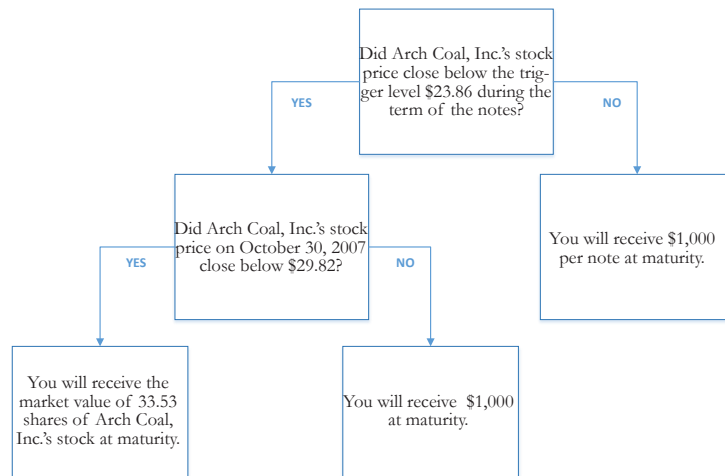 Did Arch Coal, Inc.'s stock
price close below the trig-
ger level $23.86 during the
term of the notes?
YES
NO
Did Arch Coal, Inc.'s stock
price on October 30, 2007
close below $29.82?
You will receive $1,000
per note at maturity.
YES
NO
You will receive the
market value of 33.53
shares of Arch Coal,
Inc.'s stock at maturity.
You will receive $1,000
at maturity.